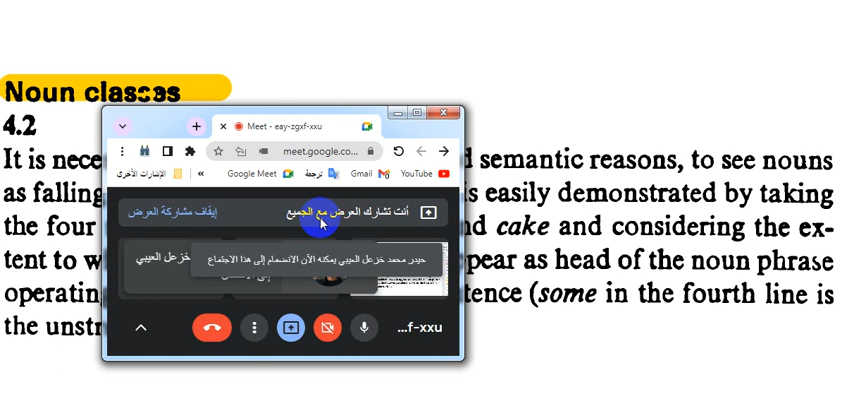 Noun classes
4.2
It is nece
d semantic reasons, to see nouns
as falling
is easily demonstrated by taking
the four
nd cake and considering the ex-
tent to w
pear as head of the noun phrase
operating
tence (some in the fourth line is
the unstr
Meet - eay-zgxf-xxu
meet.google.co...
الإشارات الأخرى
«
Google Meet
ترجمة
Gmail
YouTube
أنت تشارك العرض مع الجميع
إيقاف مشاركة العرض
خزعل العيبي
حيدر محمد خزعل العيبي يمكنه الآن الانضمام إلى هذا الاجتماع
...f-xxu